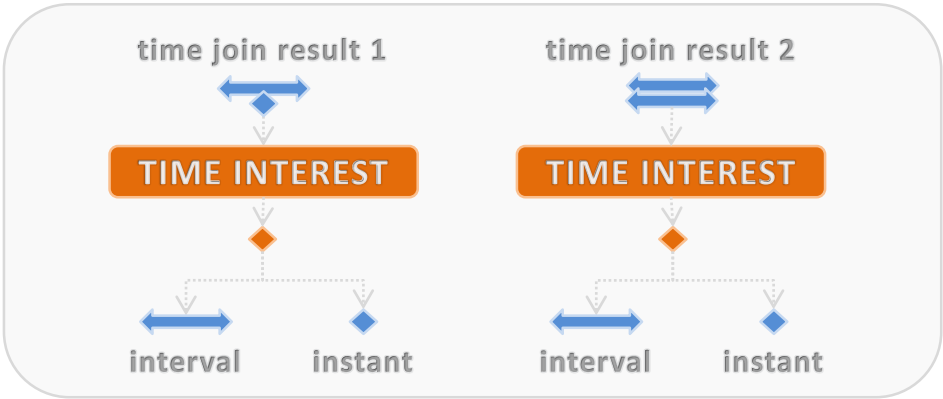 time join result 1
time join result 2
TIME INTEREST
TIME INTEREST
interval
instant
interval
instant